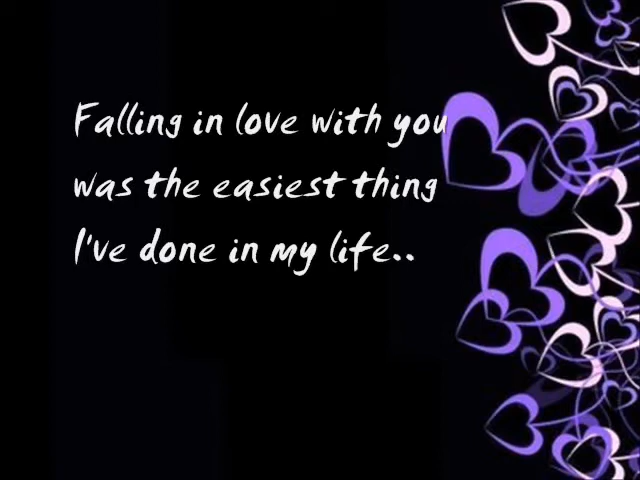 Falling in love with you
was the easiest thing
I've done in my life..